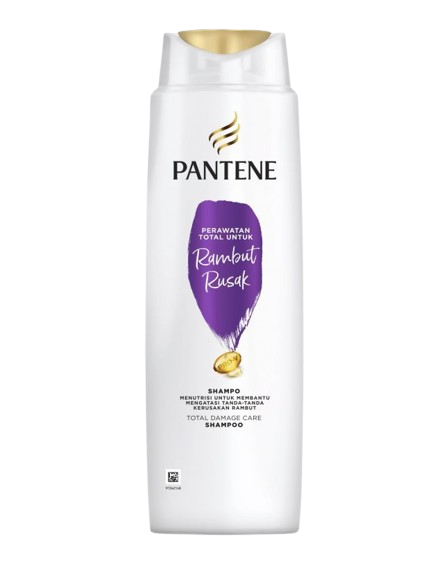 PANTENE
PERAWATAN
TOTAL UNTUK
Rambut
Rusak
SHAMPO
MENUTRISI UNTUK MEMBANTU
MENGATASI TANDA-TANDA
KERUSAKAN RAMBUT
TOTAL DAMAGE CARE
SHAMPOO